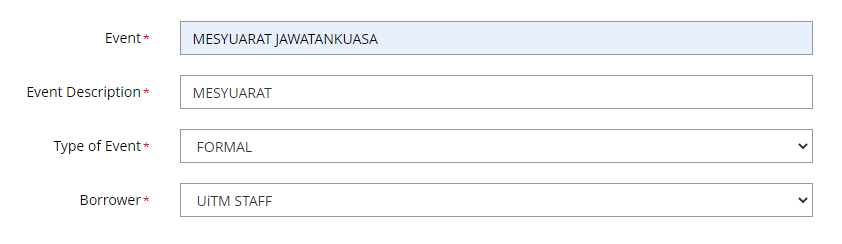 Event* MESYUARAT JAWATANKUASA
Event Description* MESYUARAT
Type of Event* FORMAL
Borrower* UiTM STAFF